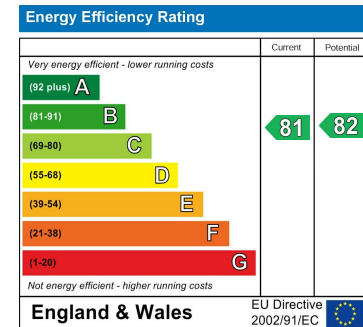 Energy Efficiency Rating
Current Potential
Very energy efficient - lower running costs
(92 plus) A
(81-91) B
81 82
(69-80) C
(55-68) D
(39-54) E
(21-38) F
(1-20) G
Not energy efficient - higher running costs
England & Wales
EU Directive
2002/91/EC